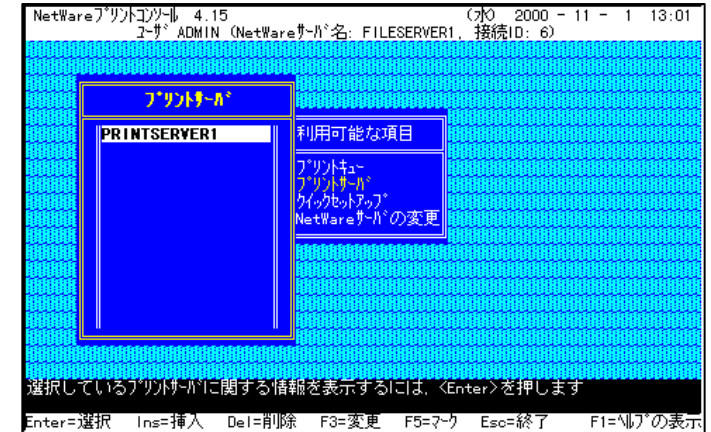 NetWareﾌﾟﾘﾝﾄｺﾝｿｰﾙ 4.15 (水) 2000 - 11 - 1 13:01
ﾕｰｻﾞ ADMIN (NetWareｻｰﾊﾞ名: FILESERVER1, 接続ID: 6)
ﾌﾟﾘﾝﾄｻｰﾊﾞ
PRINTSERVER1
利用可能な項目
ﾌﾟﾘﾝﾄｷｭｰ
ﾌﾟﾘﾝﾄｻｰﾊﾞ
ｸｲｯｸｾｯﾄｱｯﾌﾟ
NetWareｻｰﾊﾞの変更
選択しているﾌﾟﾘﾝﾄｻｰﾊﾞに関する情報を表示するには, <Enter>を押します
Enter=選択 Ins=挿入 Del=削除 F3=変更 F5=ﾏｰｸ Esc=終了 F1=ﾍﾙﾌﾟの表示